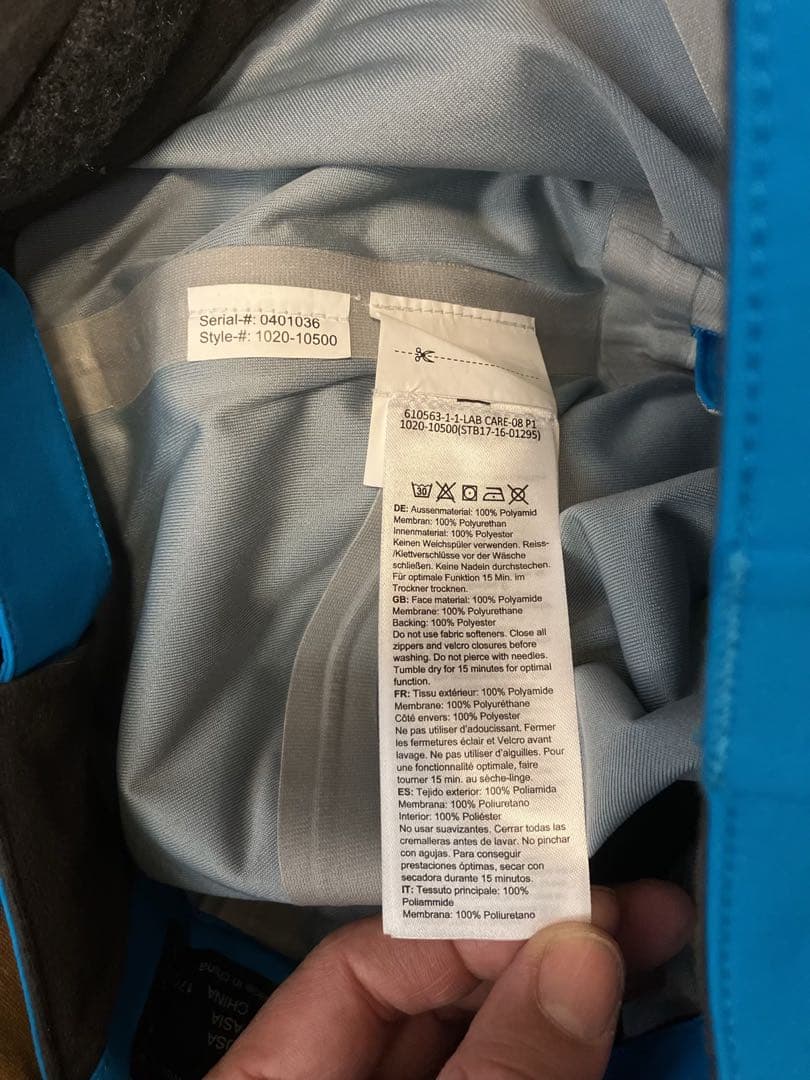 Serial-#: 0401036
Style-#: 1020-10500
610563-1-1-LAB CARE-08 P1
1020-10500(STB17-16-01295)
30
DE: Aussenmaterial: 100% Polyamid
Membran: 100% Polyurethan
Innenmaterial: 100% Polyester
Keinen Weichspüler verwenden. Reiss-
/Klettverschlüsse vor der Wäsche
schließen. Keine Nadeln durchstechen.
Für optimale Funktion 15 Min. im
Trockner trocknen.
GB: Face material: 100% Polyamide
Membrane: 100% Polyurethane
Backing: 100% Polyester
Do not use fabric softeners. Close all
zippers and velcro closures before
washing. Do not pierce with needles.
Tumble dry for 15 minutes for optimal
function.
FR: Tissu extérieur: 100% Polyamide
Membrane: 100% Polyuréthane
Côté envers: 100% Polyester
Ne pas utiliser d'adoucissant. Fermer
les fermetures éclair et Velcro avant
lavage. Ne pas utiliser d'aiguilles. Pour
une fonctionnalité optimale, faire
tourner 15 min. au sèche-linge.
ES: Tejido exterior: 100% Poliamida
Membrana: 100% Poliuretano
Interior: 100% Poliéster
No usar suavizantes. Cerrar todas las
cremalleras antes de lavar. No pinchar
con agujas. Para conseguir
prestaciones óptimas, secar con
secadora durante 15 minutos.
IT: Tessuto principale: 100%
Poliammide
Membrana: 100% Poliuretano
USA
ASIA
CHINA
Made in China